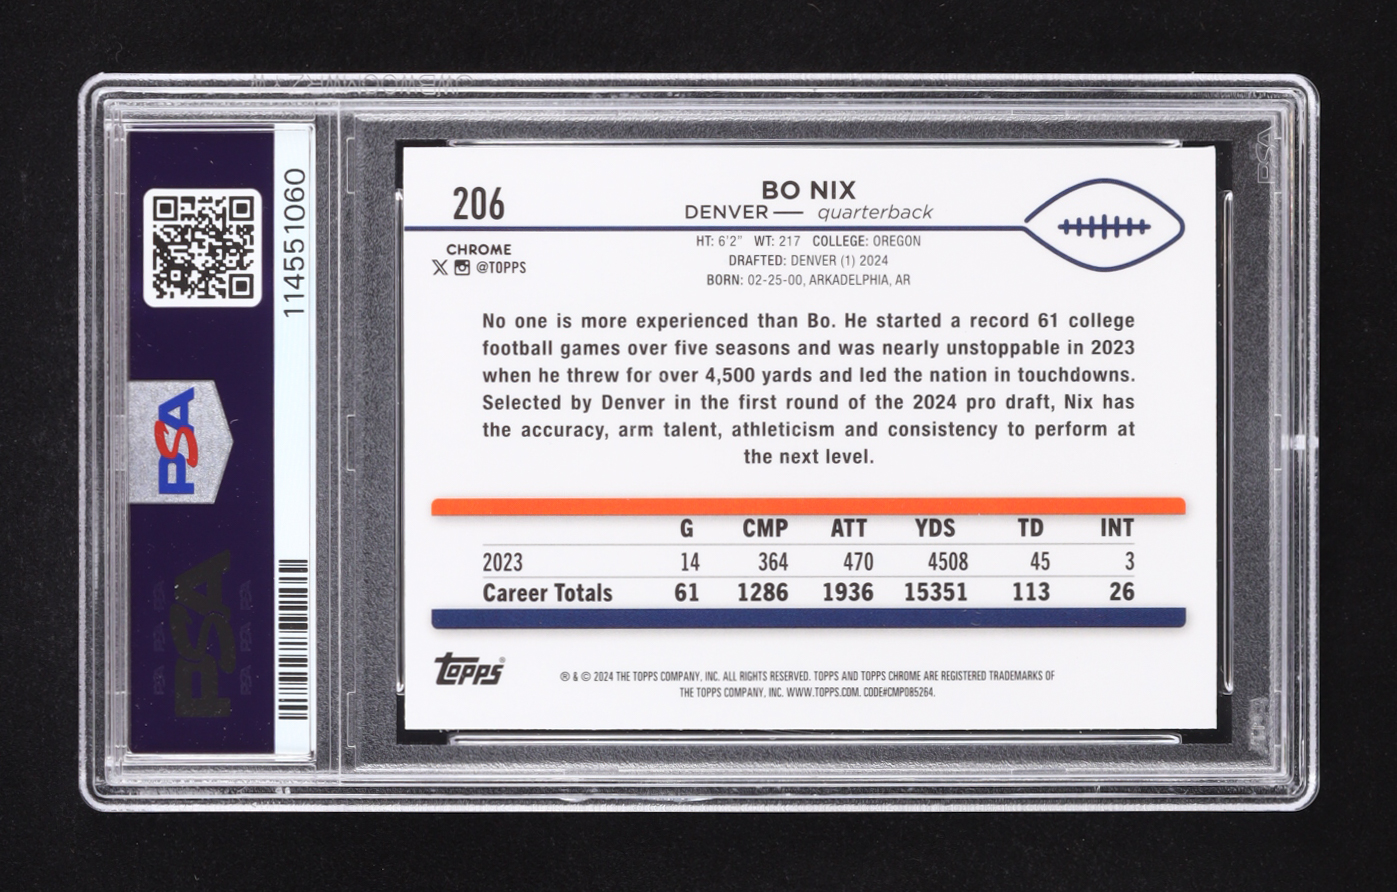 206
BO NIX
DENVER — quarterback
CHROME
@TOPPS
HT: 6'2" WT: 217 COLLEGE: OREGON
DRAFTED: DENVER (1) 2024
BORN: 02-25-00, ARKADELPHIA, AR
No one is more experienced than Bo. He started a record 61 college
football games over five seasons and was nearly unstoppable in 2023
when he threw for over 4,500 yards and led the nation in touchdowns.
Selected by Denver in the first round of the 2024 pro draft, Nix has
the accuracy, arm talent, athleticism and consistency to perform at
the next level.
G CMP ATT YDS TD INT
2023 14 364 470 4508 45 3
Career Totals 61 1286 1936 15351 113 26
topps®
® & © 2024 THE TOPPS COMPANY, INC. ALL RIGHTS RESERVED. TOPPS AND TOPPS CHROME ARE REGISTERED TRADEMARKS OF
THE TOPPS COMPANY, INC. WWW.TOPPS.COM. CODE#CMP085264.
114551060
PSA
PSA
PSA
PSA